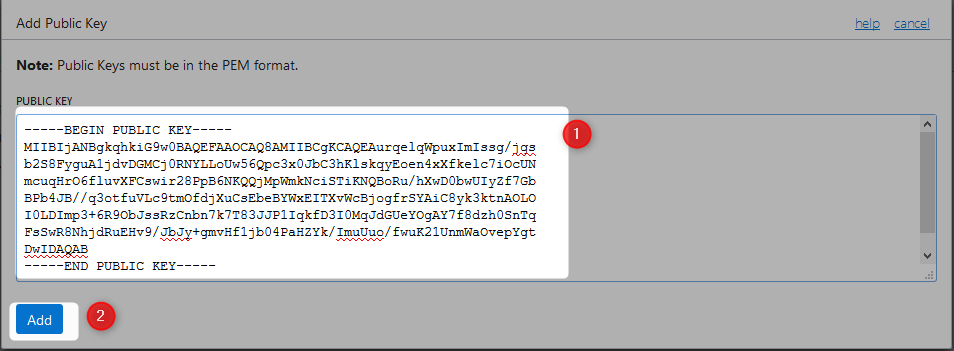 Add Public Key
help
cancel
Note: Public Keys must be in the PEM format.
PUBLIC KEY
-----BEGIN PUBLIC KEY-----
MIIBIjANBgkqhkiG9w0BAQEFAAOCAQ8AMIIBCgKCAQEAurqelqWpuxImIssg/jgs
b2S8FyguA1jdvDGMCj0RNYLLoUw56Qpc3x0JbC3hKlskqyEoen4xXfkelc7iOcUN
mcuqHrO6fluvXFCswir28PpB6NKQQjMpWmkNciSTiKNQBoRu/hXwD0bwUIyZf7Gb
BPb4JB//q3otfuVLc9tmOfdjXuCsEbeBYWxEITXvWcBjogfrSYAiC8yk3ktnAOLO
I0LDImp3+6R9ObJssRzCnbn7k7T83JJP1IqkfD3I0MqJdGUeYOgAY7f8dzh0SnTq
FsSwR8NhjdRuEHv9/JbJy+gmvHf1jb04PaHZYk/ImuUuo/fwuK21UnmWaOvepYgt
DwIDAQAB
-----END PUBLIC KEY-----
1
Add
2